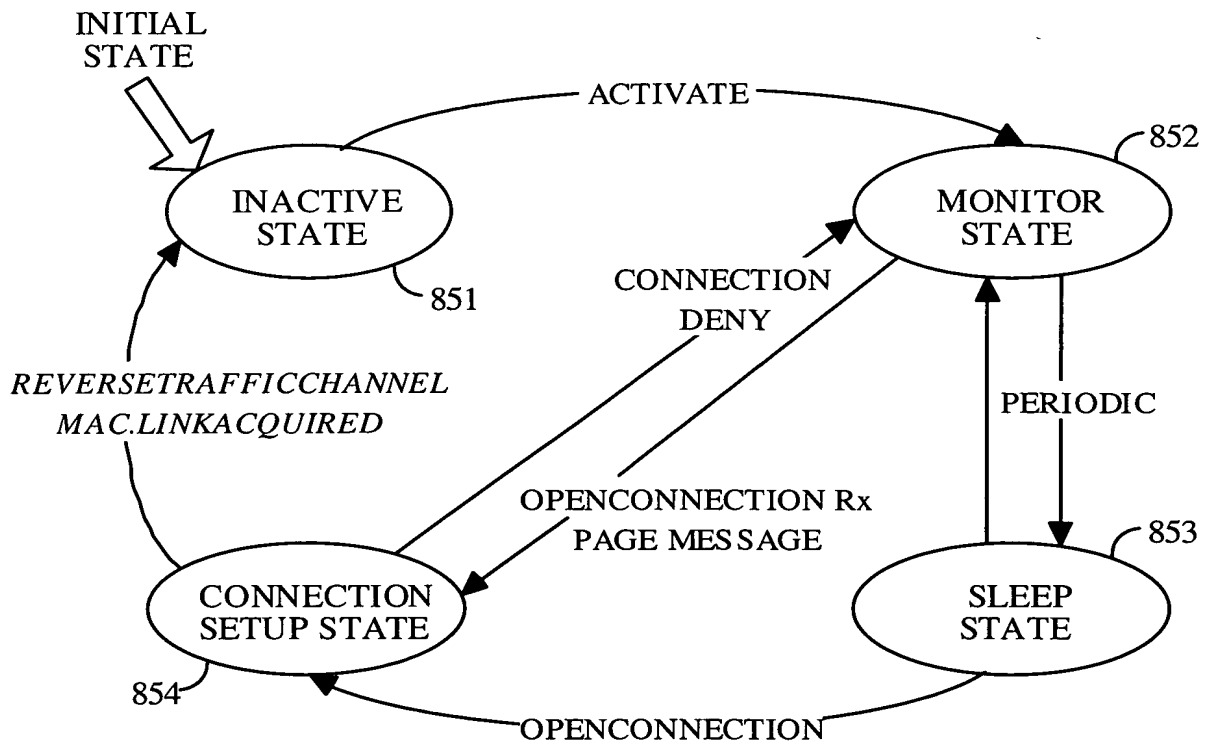 INITIAL
STATE
ACTIVATE
852
INACTIVE
STATE
MONITOR
STATE
851
CONNECTION
DENY
REVERSETRAFFICCHANNEL
MAC.LINKACQUIRED
PERIODIC
OPENCONNECTION Rx
PAGE MESSAGE
853
CONNECTION
SETUP STATE
SLEEP
STATE
854
OPENCONNECTION